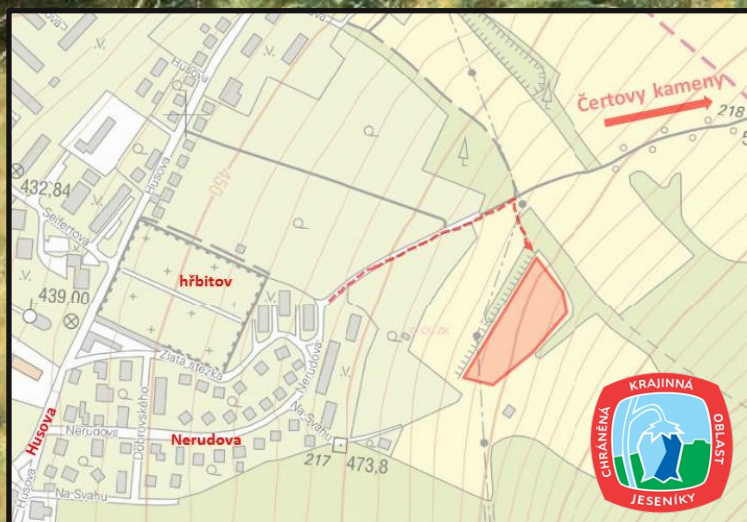 Husova
Čertovy kameny
218
432,84
Husova
450
Seifertova
hřbitov
439,00
© ČÚZK
Zlatá stezka
Nerudova
Husova
Dobrovského
Na Svahu
Nerudova
Nerudova
217 473,8
Na Svahu
CHRÁNĚNÁ
KRAJINNÁ
OBLAST
JESENÍKY